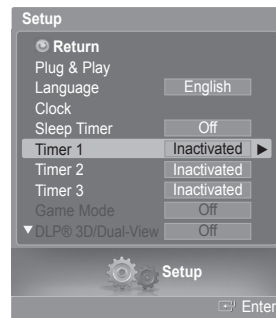 Setup
Return
Plug & Play
Language English
Clock
Sleep Timer Off
Timer 1 Inactivated ►
Timer 2 Inactivated
Timer 3 Inactivated
Game Mode Off
▼DLP® 3D/Dual-View Off
Setup
Enter